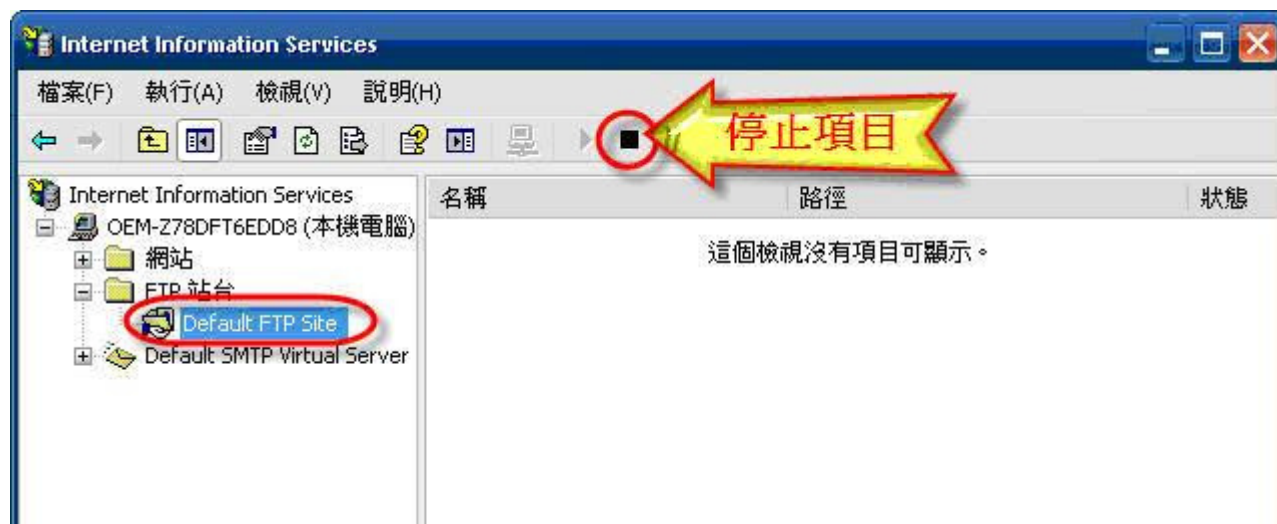 Internet Information Services
檔案(F) 執行(A) 檢視(V) 說明(H)
停止項目
Internet Information Services
名稱 路徑 狀態
OEM-Z78DFT6EDD8 (本機電腦)
這個檢視沒有項目可顯示。
網站
FTP 站台
Default FTP Site
Default SMTP Virtual Server